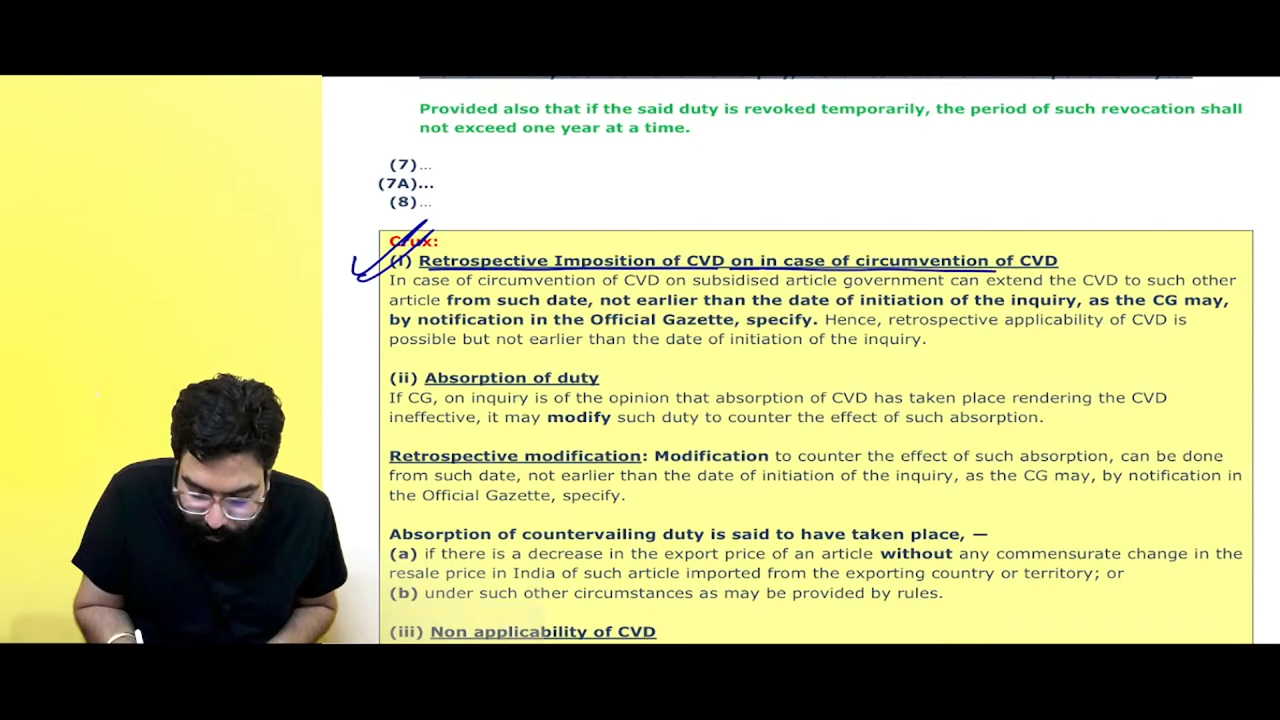 Provided also that if the said duty is revoked temporarily, the period of such revocation shall
not exceed one year at a time.
(7)...
(7A)...
(8)...
Crux:
(i) Retrospective Imposition of CVD on in case of circumvention of CVD
In case of circumvention of CVD on subsidised article government can extend the CVD to such other
article from such date, not earlier than the date of initiation of the inquiry, as the CG may,
by notification in the Official Gazette, specify. Hence, retrospective applicability of CVD is
possible but not earlier than the date of initiation of the inquiry.
(ii) Absorption of duty
If CG, on inquiry is of the opinion that absorption of CVD has taken place rendering the CVD
ineffective, it may modify such duty to counter the effect of such absorption.
Retrospective modification: Modification to counter the effect of such absorption, can be done
from such date, not earlier than the date of initiation of the inquiry, as the CG may, by notification in
the Official Gazette, specify.
Absorption of countervailing duty is said to have taken place, —
(a) if there is a decrease in the export price of an article without any commensurate change in the
resale price in India of such article imported from the exporting country or territory; or
(b) under such other circumstances as may be provided by rules.
(iii) Non applicability of CVD